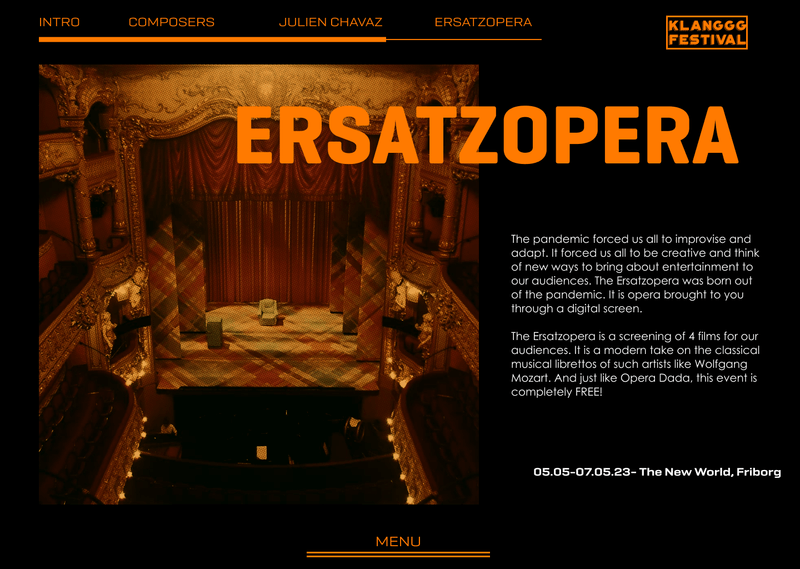 INTRO COMPOSERS JULIEN CHAVAZ ERSATZOPERA
KLANGGG
FESTIVAL
ERSATZOPERA
The pandemic forced us all to improvise and
adapt. It forced us all to be creative and think
of new ways to bring about entertainment to
our audiences. The Ersatzopera was born out
of the pandemic. It is opera brought to you
through a digital screen.
The Ersatzopera is a screening of 4 films for our
audiences. It is a modern take on the classical
musical librettos of such artists like Wolfgang
Mozart. And just like Opera Dada, this event is
completely FREE!
05.05-07.05.23- The New World, Friborg
MENU